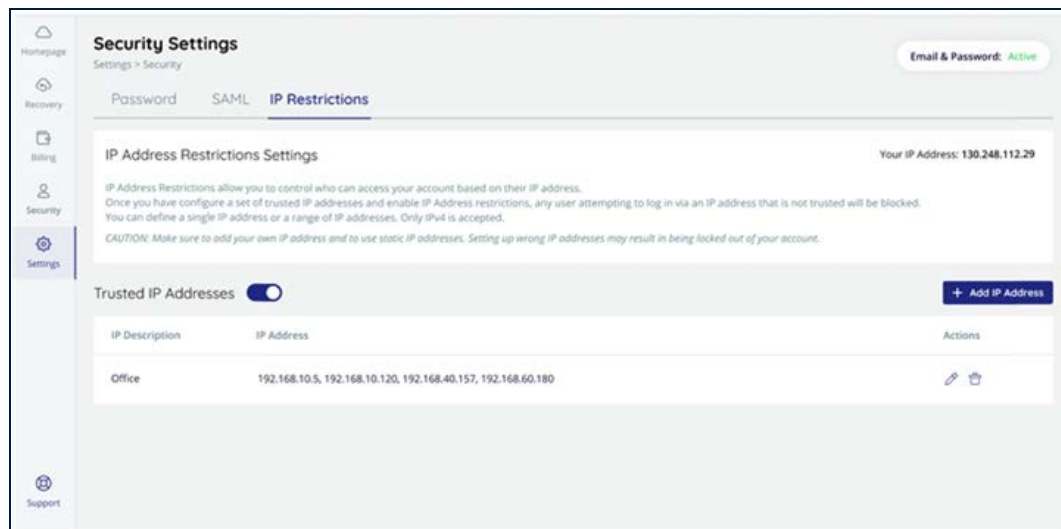 Homepage
Recovery
Billing
Security
Settings
Support
Security Settings
Settings > Security
Email & Password: Active
Password SAML IP Restrictions
IP Address Restrictions Settings
Your IP Address: 130.248.112.29
IP Address Restrictions allow you to control who can access your account based on their IP address.
Once you have configure a set of trusted IP addresses and enable IP Address restrictions, any user attempting to log in via an IP address that is not trusted will be blocked.
You can define a single IP address or a range of IP addresses. Only IPv4 is accepted.
CAUTION: Make sure to add your own IP address and to use static IP addresses. Setting up wrong IP addresses may result in being locked out of your account.
Trusted IP Addresses
+ Add IP Address
IP Description IP Address Actions
Office 192.168.10.5, 192.168.10.120, 192.168.40.157, 192.168.60.180